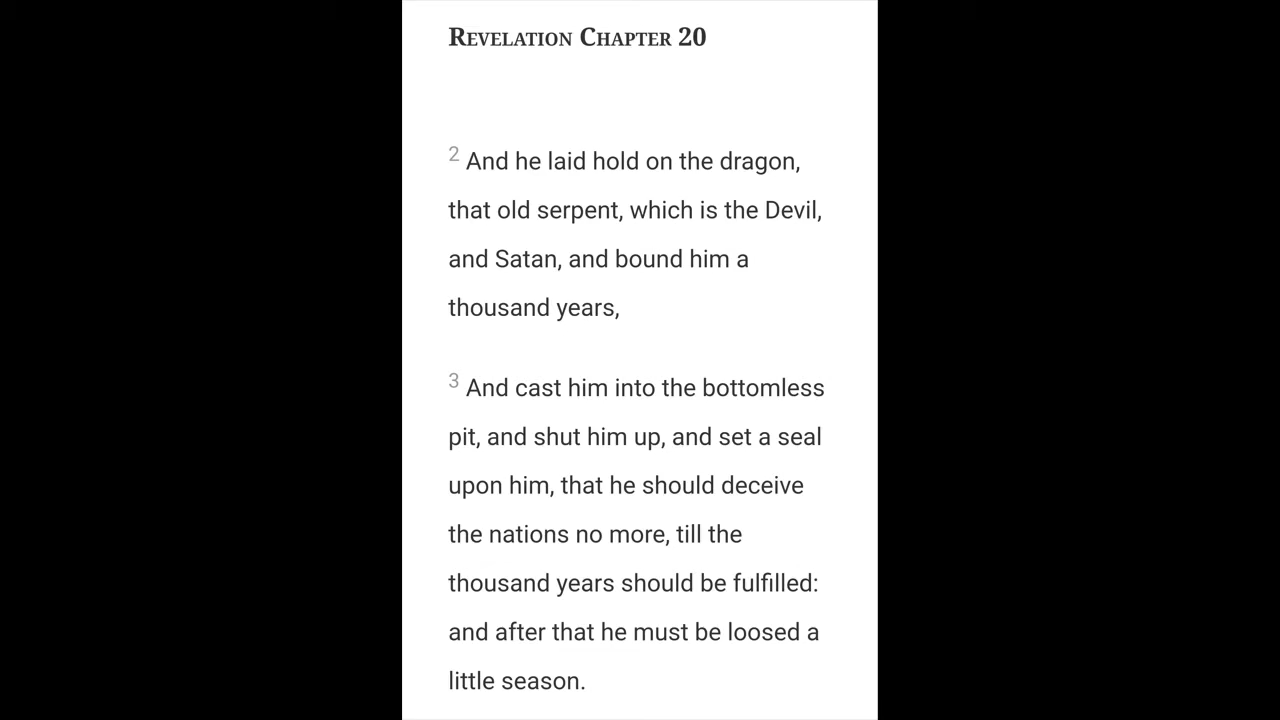 Revelation Chapter 20
2 And he laid hold on the dragon,
that old serpent, which is the Devil,
and Satan, and bound him a
thousand years,
3 And cast him into the bottomless
pit, and shut him up, and set a seal
upon him, that he should deceive
the nations no more, till the
thousand years should be fulfilled:
and after that he must be loosed a
little season.